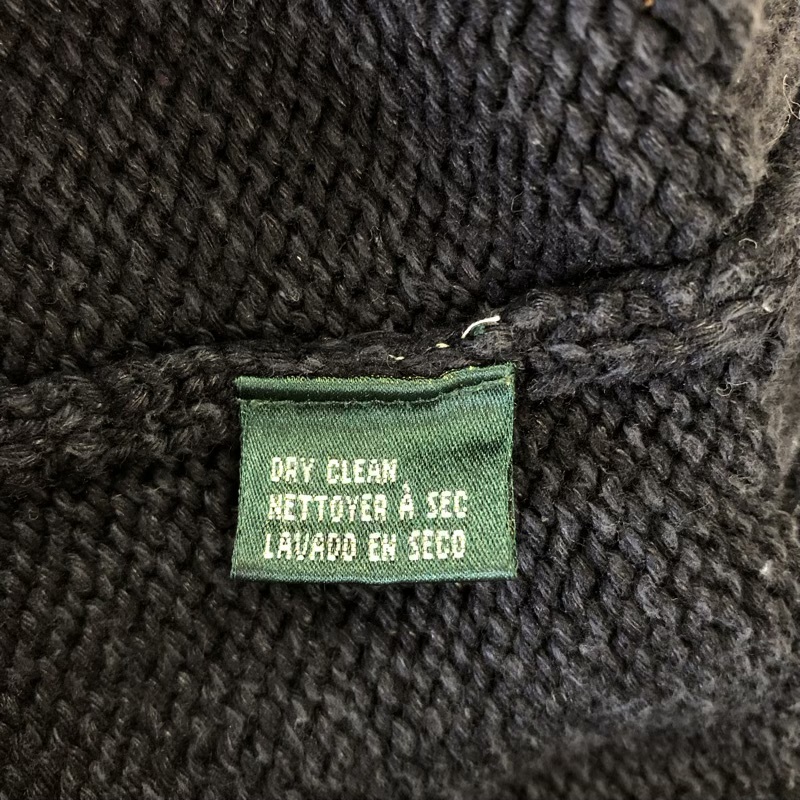 DRY CLEAN
NETTOYER À SEC
LAVADO EN SECO